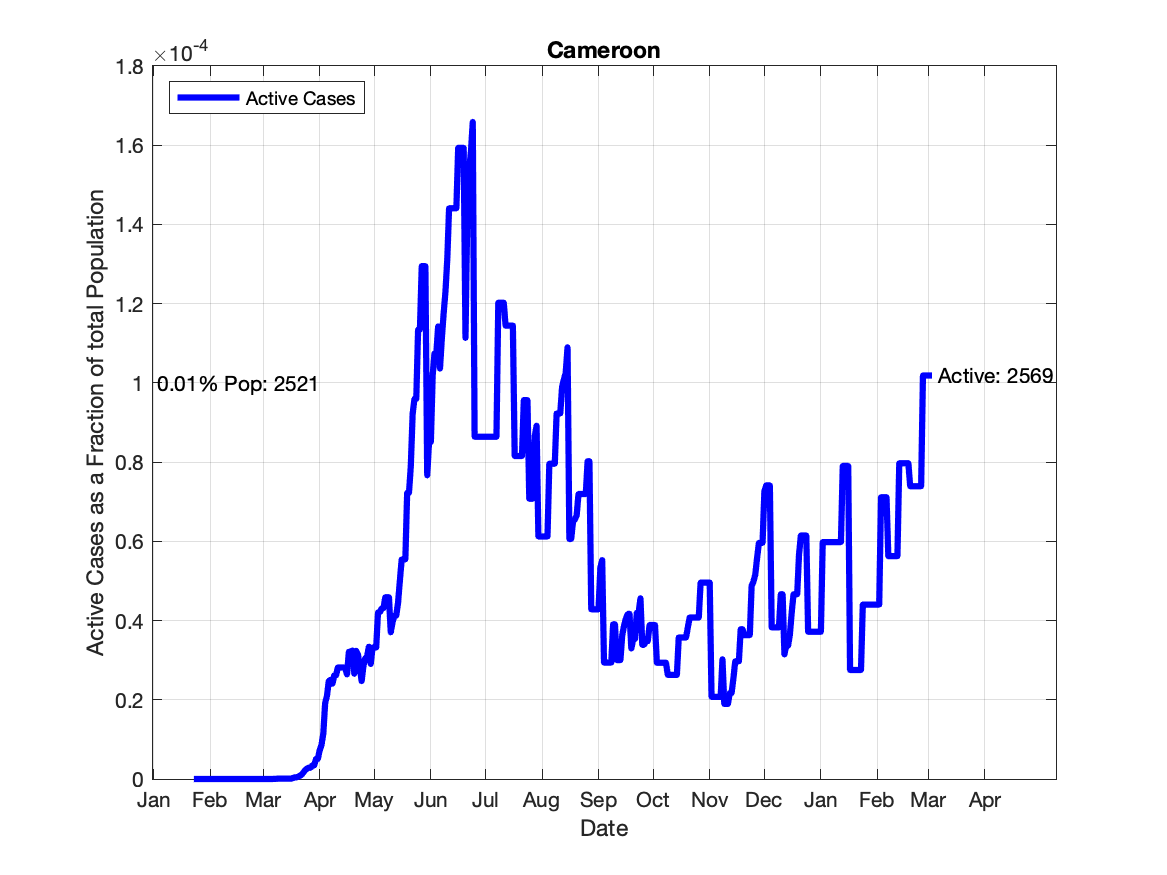 Cameroon
×10-4
1.8
1.6
1.4
1.2
1
0.8
0.6
0.4
0.2
0
Active Cases as a Fraction of total Population
Active Cases
0.01% Pop: 2521
Active: 2569
Jan Feb Mar Apr May Jun Jul Aug Sep Oct Nov Dec Jan Feb Mar Apr
Date